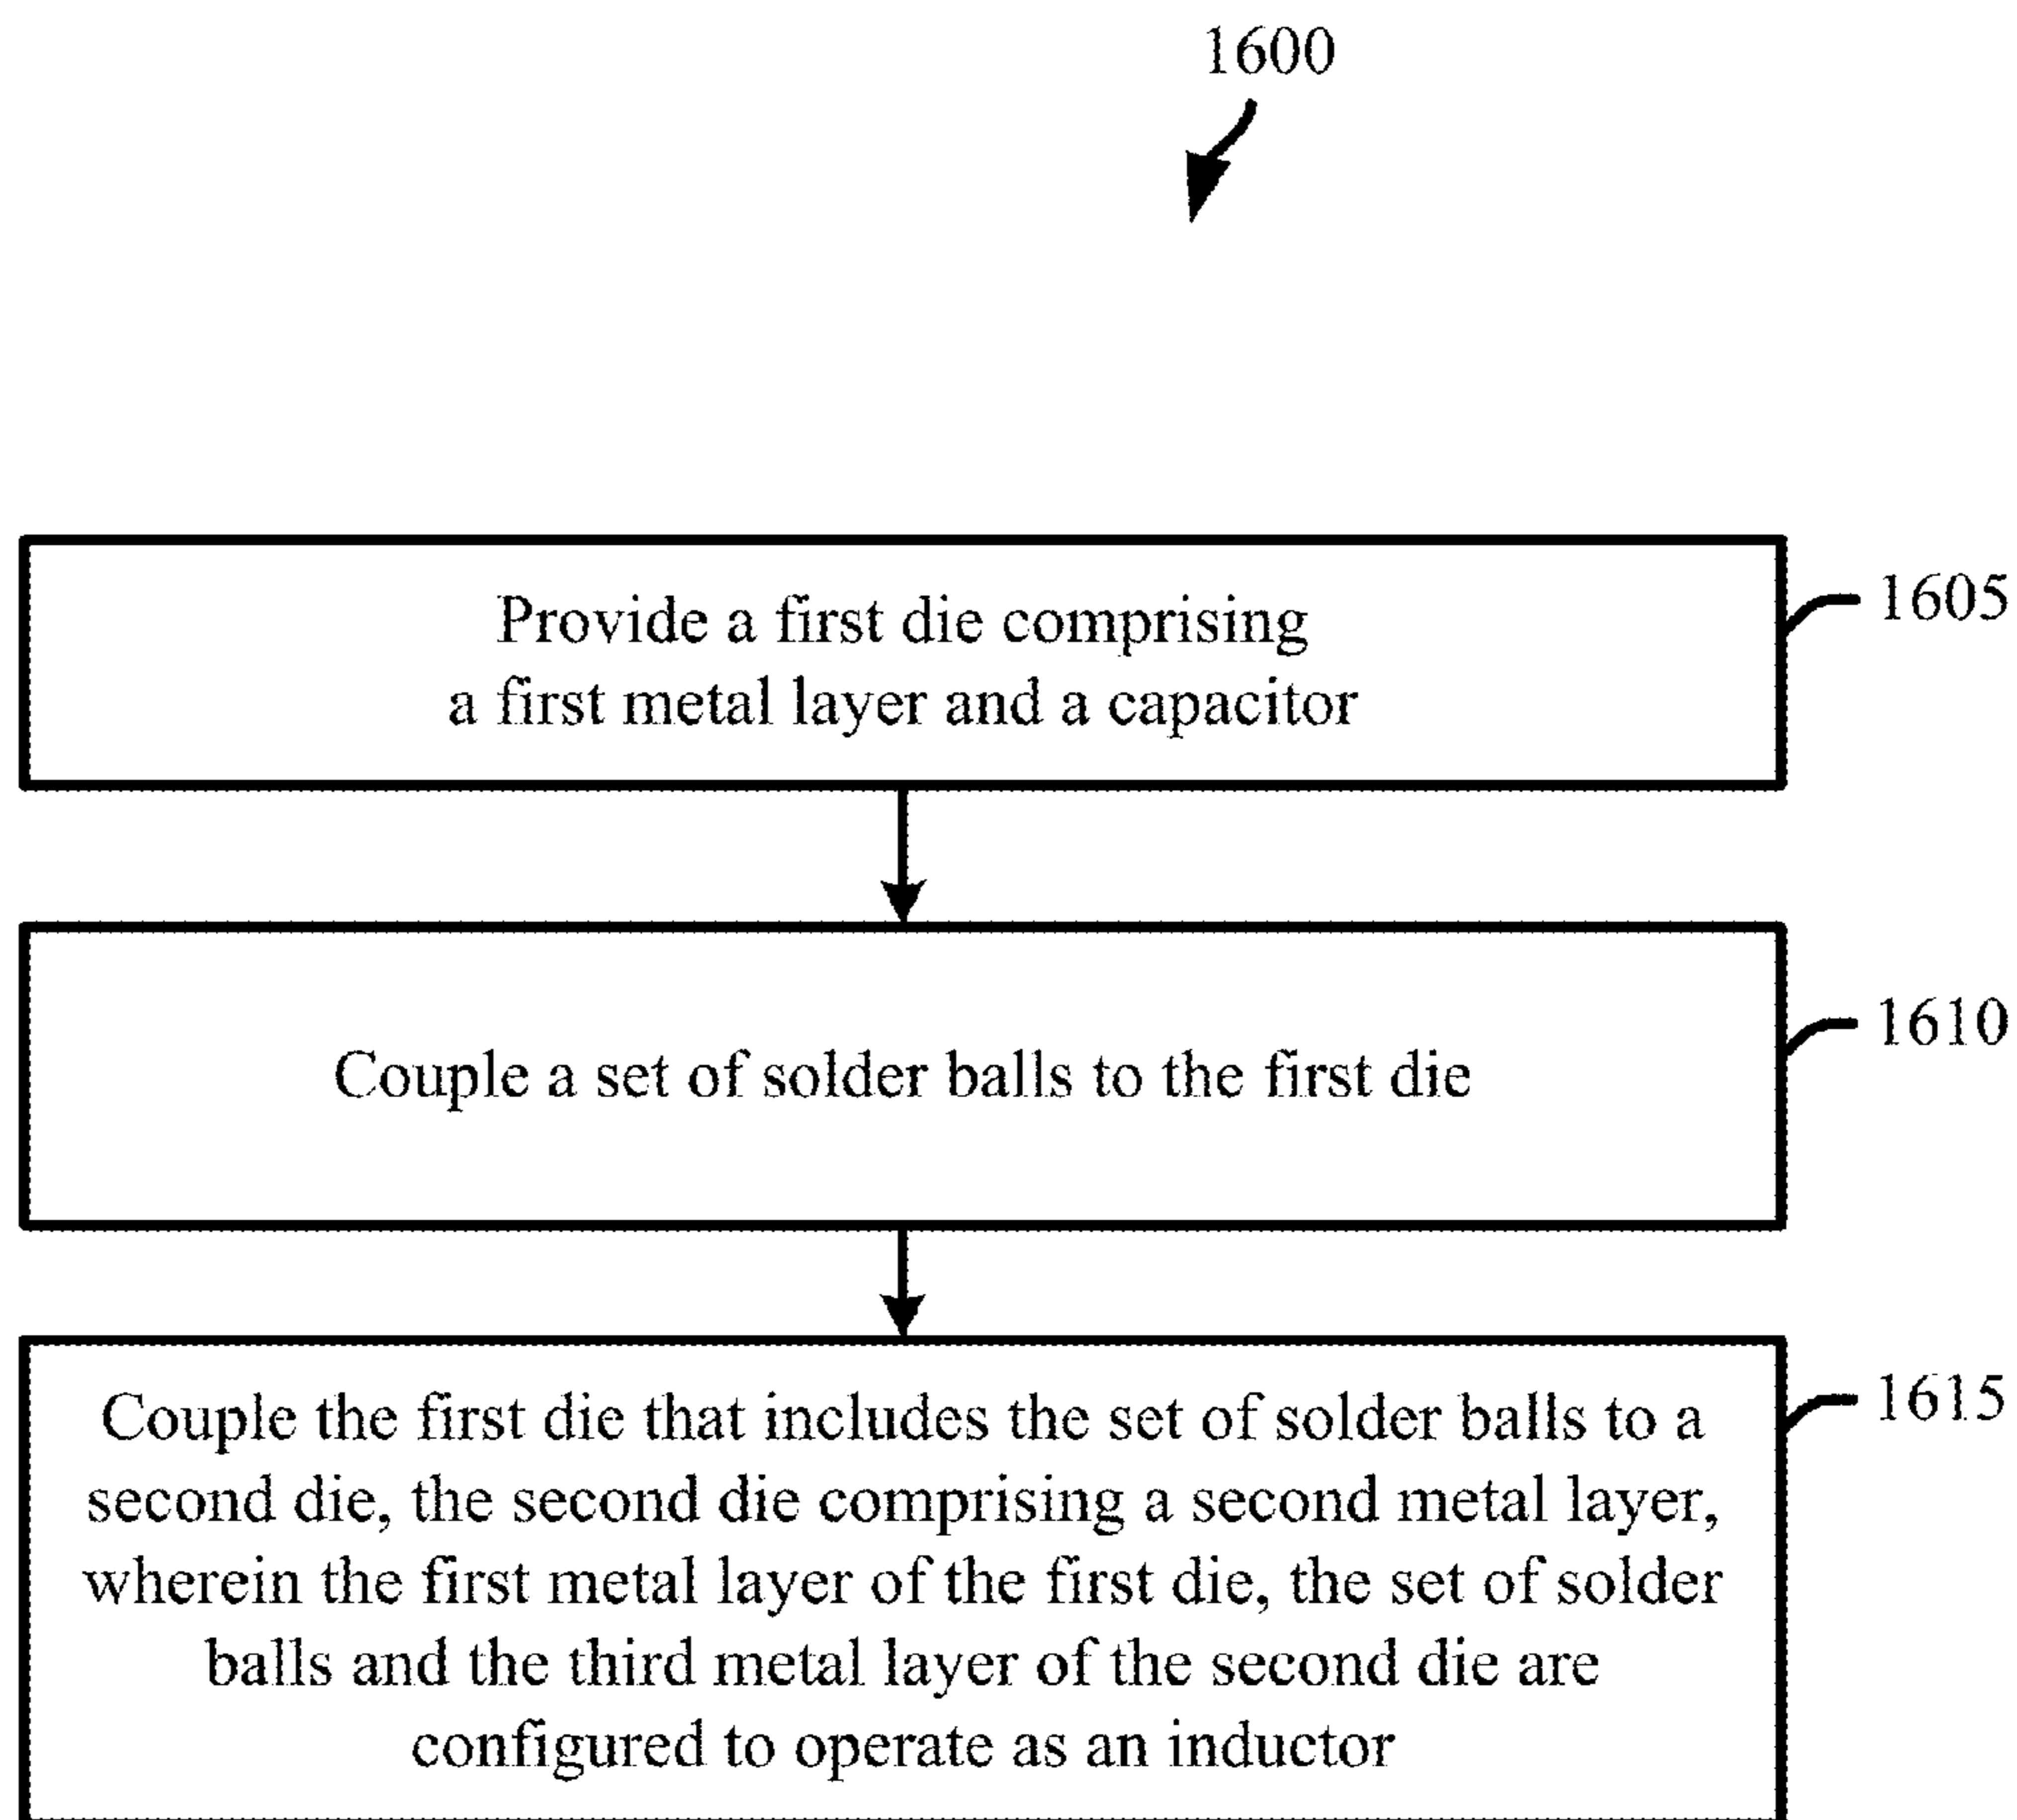 1600
Provide a first die comprising
a first metal layer and a capacitor
1605
Couple a set of solder balls to the first die
1610
Couple the first die that includes the set of solder balls to a
second die, the second die comprising a second metal layer,
wherein the first metal layer of the first die, the set of solder
balls and the third metal layer of the second die are
configured to operate as an inductor
1615